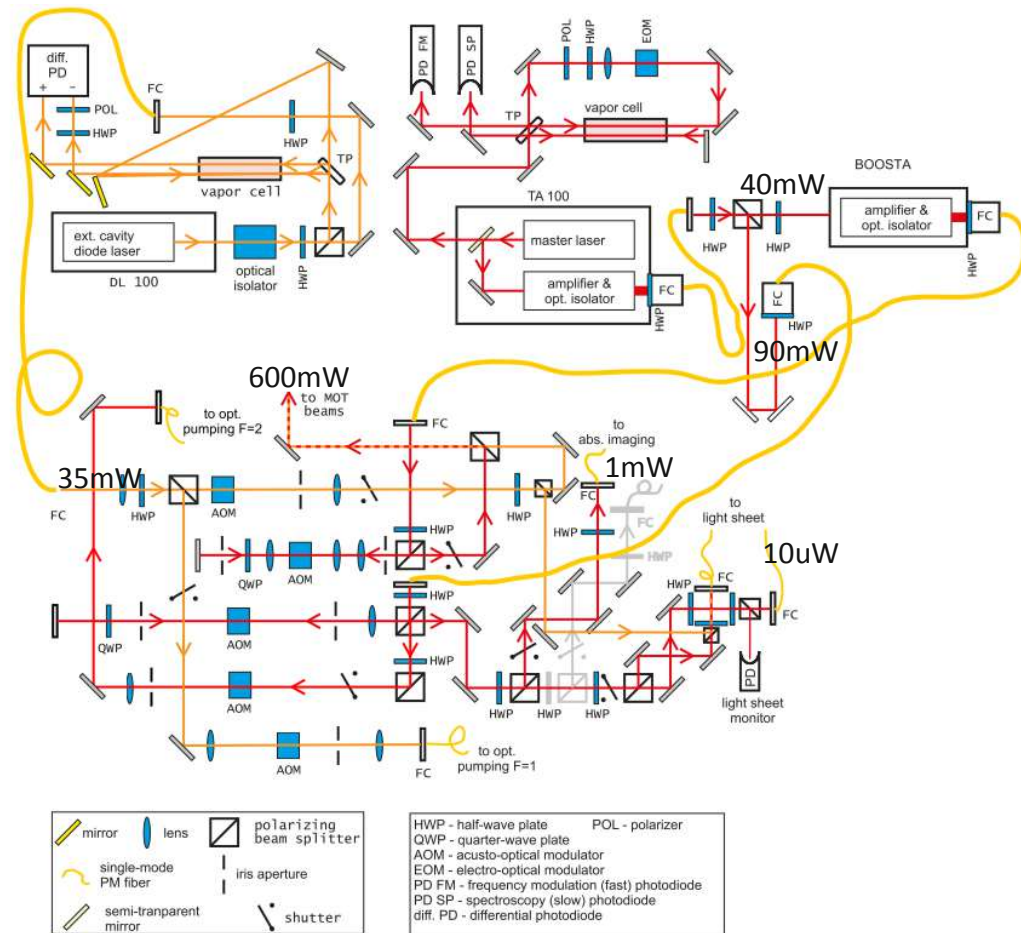 diff.
PD
+ -
POL
HWP
FC
HWP
TP
vapor cell
ext. cavity
diode laser
DL 100
optical
isolator
HWP
PD FM
PD SP
POL
HWP
EOM
TP
vapor cell
TA 100
master laser
amplifier &
opt. isolator
FC
HWP
BOOSTA
40mW
amplifier &
opt. isolator
FC
HWP
HWP
HWP
FC
HWP
90mW
600mW
to MOT
beams
FC
to opt.
pumping F=2
to
abs. imaging
1mW
FC
FC
HWP
HWP
35mW
FC
HWP
AOM
HWP
HWP
QWP
AOM
HWP
QWP
AOM
HWP
AOM
HWP
HWP
HWP
to
light sheet
10uW
HWP
FC
FC
PD
light sheet
monitor
AOM
FC
to opt.
pumping F=1
mirror
lens
polarizing
beam splitter
single-mode
PM fiber
iris aperture
semi-tranparent
mirror
shutter
HWP - half-wave plate POL - polarizer
QWP - quarter-wave plate
AOM - acusto-optical modulator
EOM - electro-optical modulator
PD FM - frequency modulation (fast) photodiode
PD SP - spectroscopy (slow) photodiode
diff. PD - differential photodiode